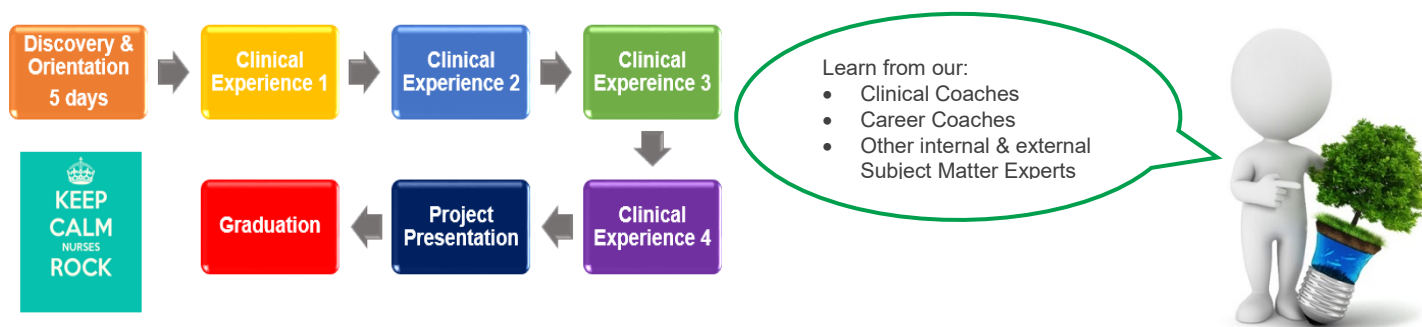 Discovery &
Orientation
5 days
Clinical
Experience 1
Clinical
Experience 2
Clinical
Expereince 3
Clinical
Experience 4
Project
Presentation
Graduation
KEEP
CALM
NURSES
ROCK
Learn from our:
• Clinical Coaches
• Career Coaches
• Other internal & external
Subject Matter Experts